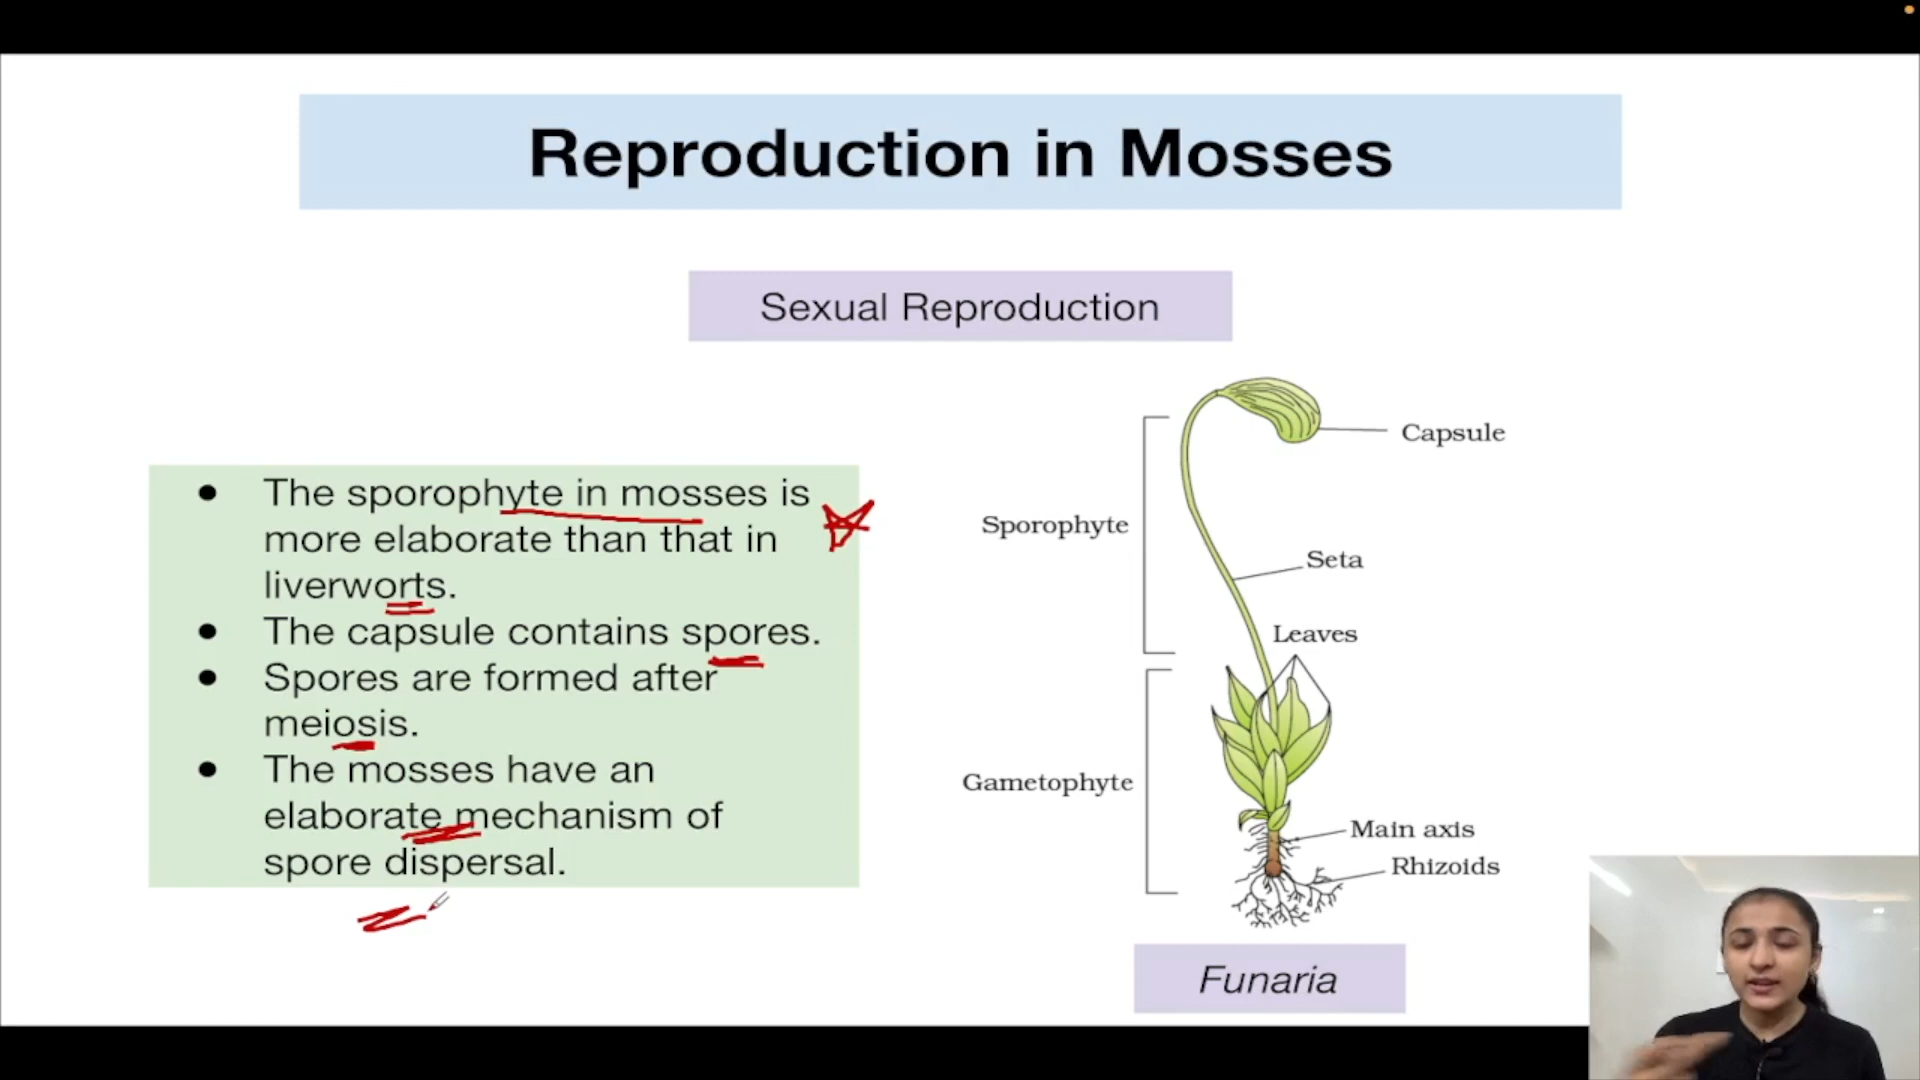 Reproduction in Mosses
Sexual Reproduction
● The sporophyte in mosses is
more elaborate than that in
liverworts.
● The capsule contains spores.
● Spores are formed after
meiosis.
● The mosses have an
elaborate mechanism of
spore dispersal.
Capsule
Sporophyte
Seta
Leaves
Gametophyte
Main axis
Rhizoids
Funaria